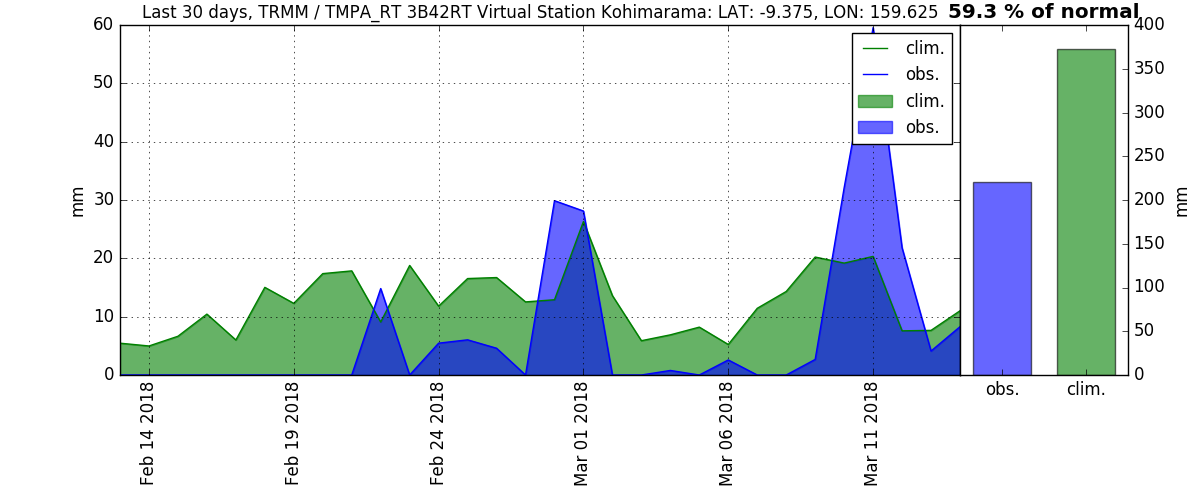 Last 30 days, TRMM / TMPA_RT 3B42RT Virtual Station Kohimarama: LAT: -9.375, LON: 159.625
59.3 % of normal
60
50
40
30
20
10
0
mm
clim.
obs.
clim.
obs.
Feb 14 2018
Feb 19 2018
Feb 24 2018
Mar 01 2018
Mar 06 2018
Mar 11 2018
400
350
300
250
200
150
100
50
0
mm
obs.
clim.